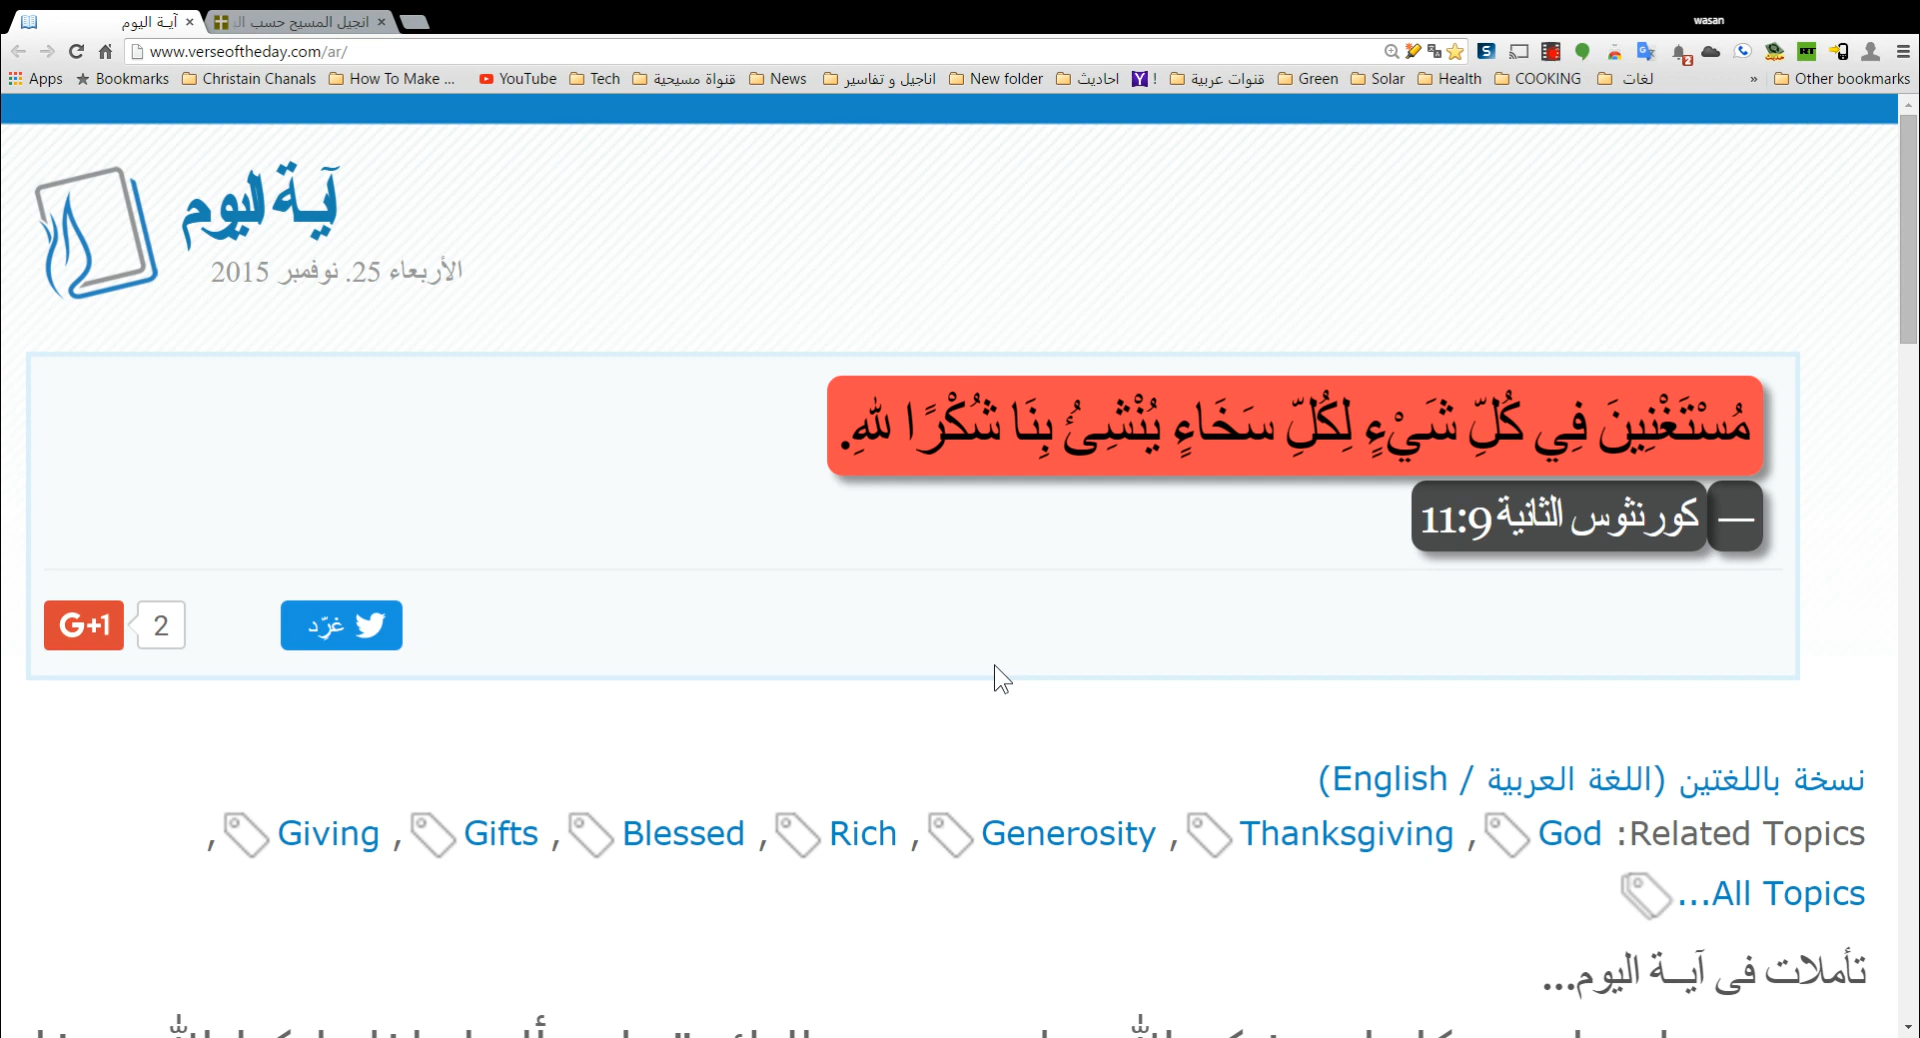 آيـة اليوم
انجيل المسيح حسب ال
wasan
www.verseoftheday.com/ar/
Apps Bookmarks Christain Chanals How To Make ... YouTube Tech قنواة مسيحية News اناجيل و تفاسير New folder احاديث ! قنوات عربية Green Solar Health COOKING لغات » Other bookmarks
آيـة اليوم
الأربعاء 25. نوفمبر 2015
مُسْتَغْنِينَ فِي كُلِّ شَيْءٍ لِكُلِّ سَخَاءٍ يُنْشِئُ بِنَا شُكْرًا للهِ.
— كورنثوس الثانية 11:9
G+1 2 غرّد
نسخة باللغتين (اللغة العربية / English)
Related Topics: God , Thanksgiving , Generosity , Rich , Blessed , Gifts , Giving ,
All Topics...
تأملات فى آيــة اليوم...